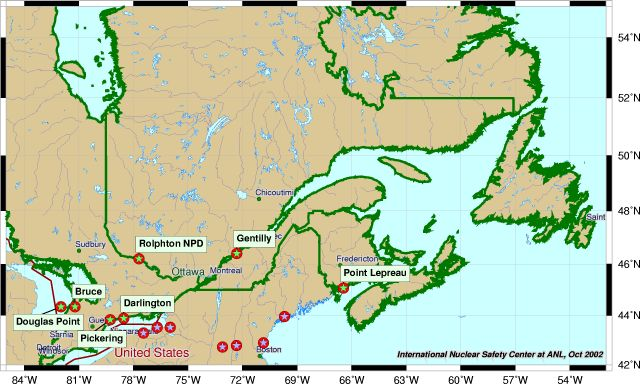 54°N
52°N
50°N
48°N
46°N
44°N
42°N
Chicoutimi
Saint
Sudbury
Rolphton NPD
Gentilly
Ottawa
Montreal
Fredericton
Point Lepreau
Bruce
Darlington
Douglas Point
Gue
Sarnia
Pickering
Detroit
Windsor
United States
Boston
International Nuclear Safety Center at ANL, Oct 2002
84°W 81°W 78°W 75°W 72°W 69°W 66°W 63°W 60°W 57°W 54°W